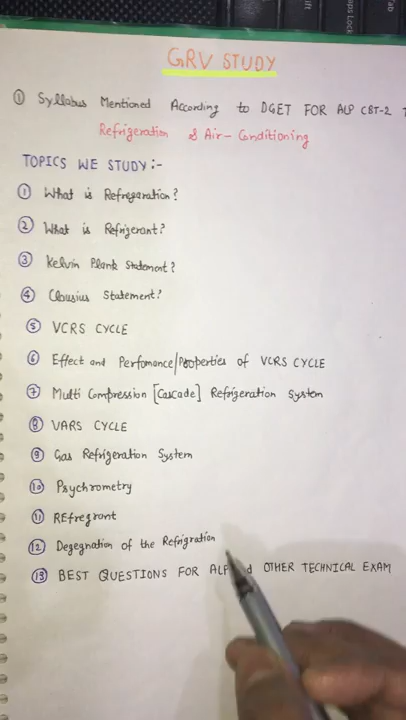 GRV STUDY
① Syllabus Mentioned According to DGET FOR ALP CBT-2
Refrigeration & Air-Conditioning
TOPICS WE STUDY :-
① What is Refregaration?
② What is Refrigerant?
③ Kelvin Plank Statement?
④ Clousius Statement?
⑤ VCRS CYCLE
⑥ Effect and Perfomance/Properties of VCRS CYCLE
⑦ Multi Compression [Cascade] Refrigeration System
⑧ VARS CYCLE
⑨ Gas Refrigeration System
⑩ Psychrometry
⑪ REfregrant
⑫ Degegnation of the Refrigration
⑬ BEST QUESTIONS FOR ALP OTHER TECHNICAL EXAM